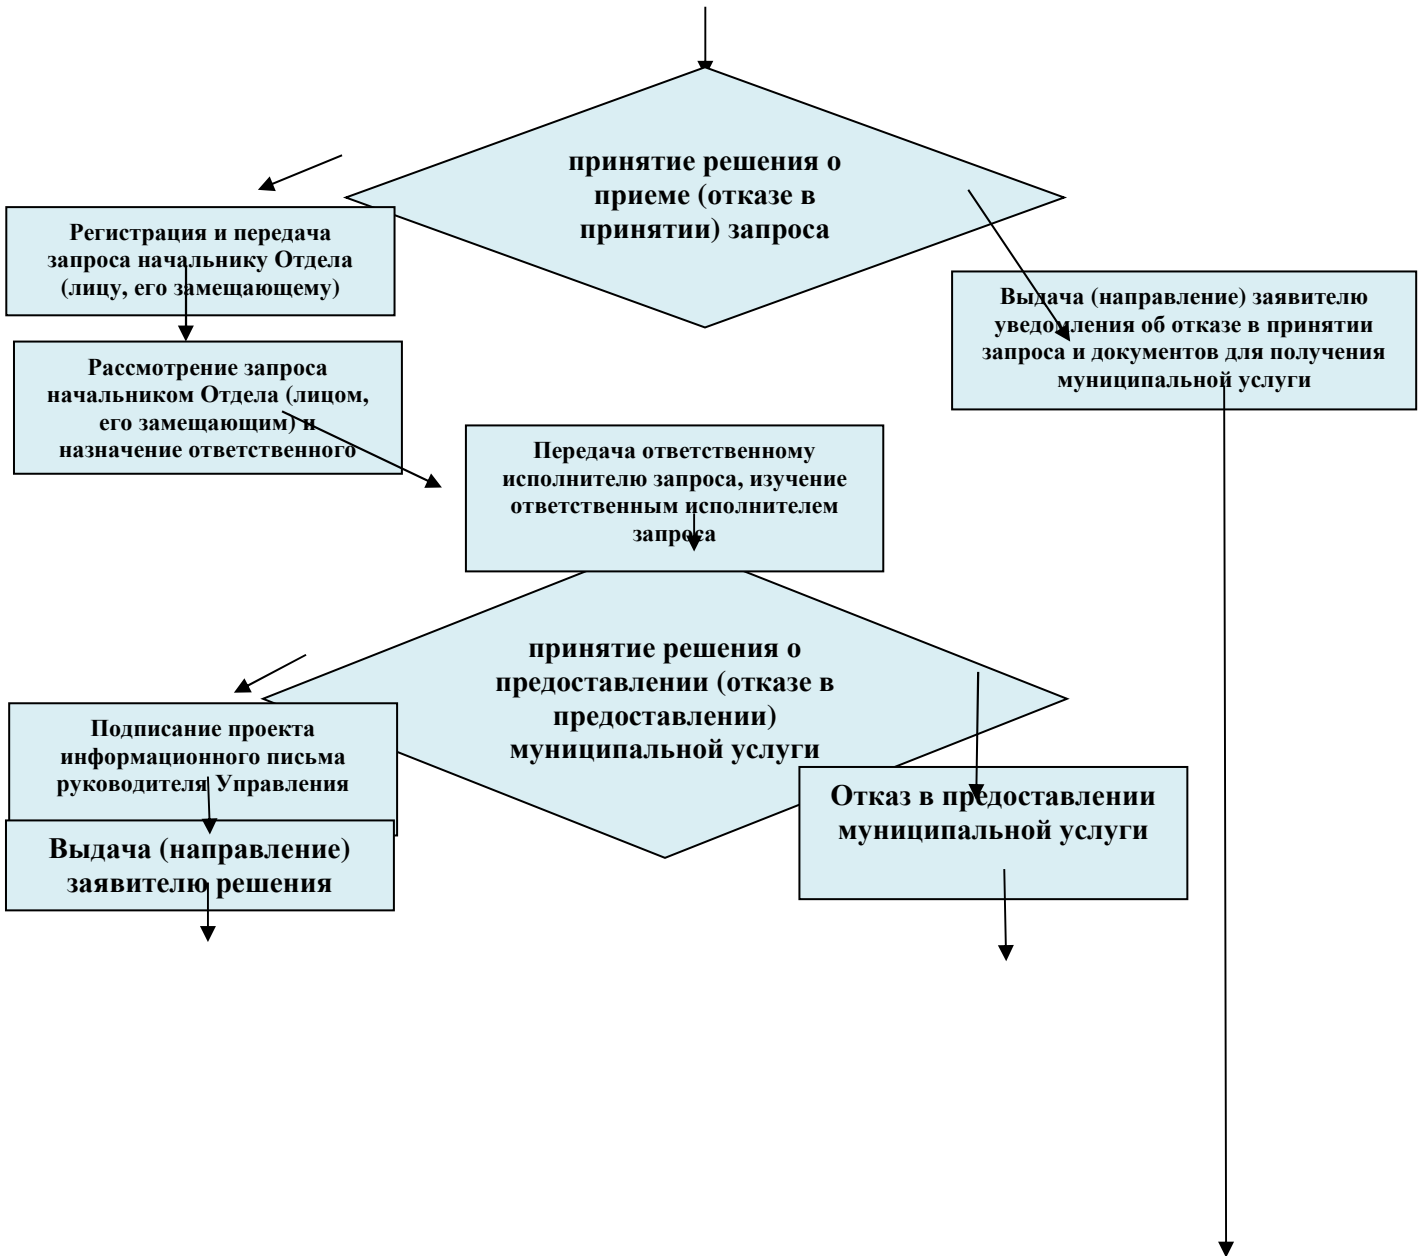 принятие решения о
приеме (отказе в
принятии) запроса
Регистрация и передача
запроса начальнику Отдела
(лицу, его замещающему)
Выдача (направление) заявителю
уведомления об отказе в принятии
запроса и документов для получения
муниципальной услуги
Рассмотрение запроса
начальником Отдела (лицом,
его замещающим) и
назначение ответственного
Передача ответственному
исполнителю запроса, изучение
ответственным исполнителем
запроса
принятие решения о
предоставлении (отказе в
предоставлении)
муниципальной услуги
Подписание проекта
информационного письма
руководителя Управления
Отказ в предоставлении
муниципальной услуги
Выдача (направление)
заявителю решения